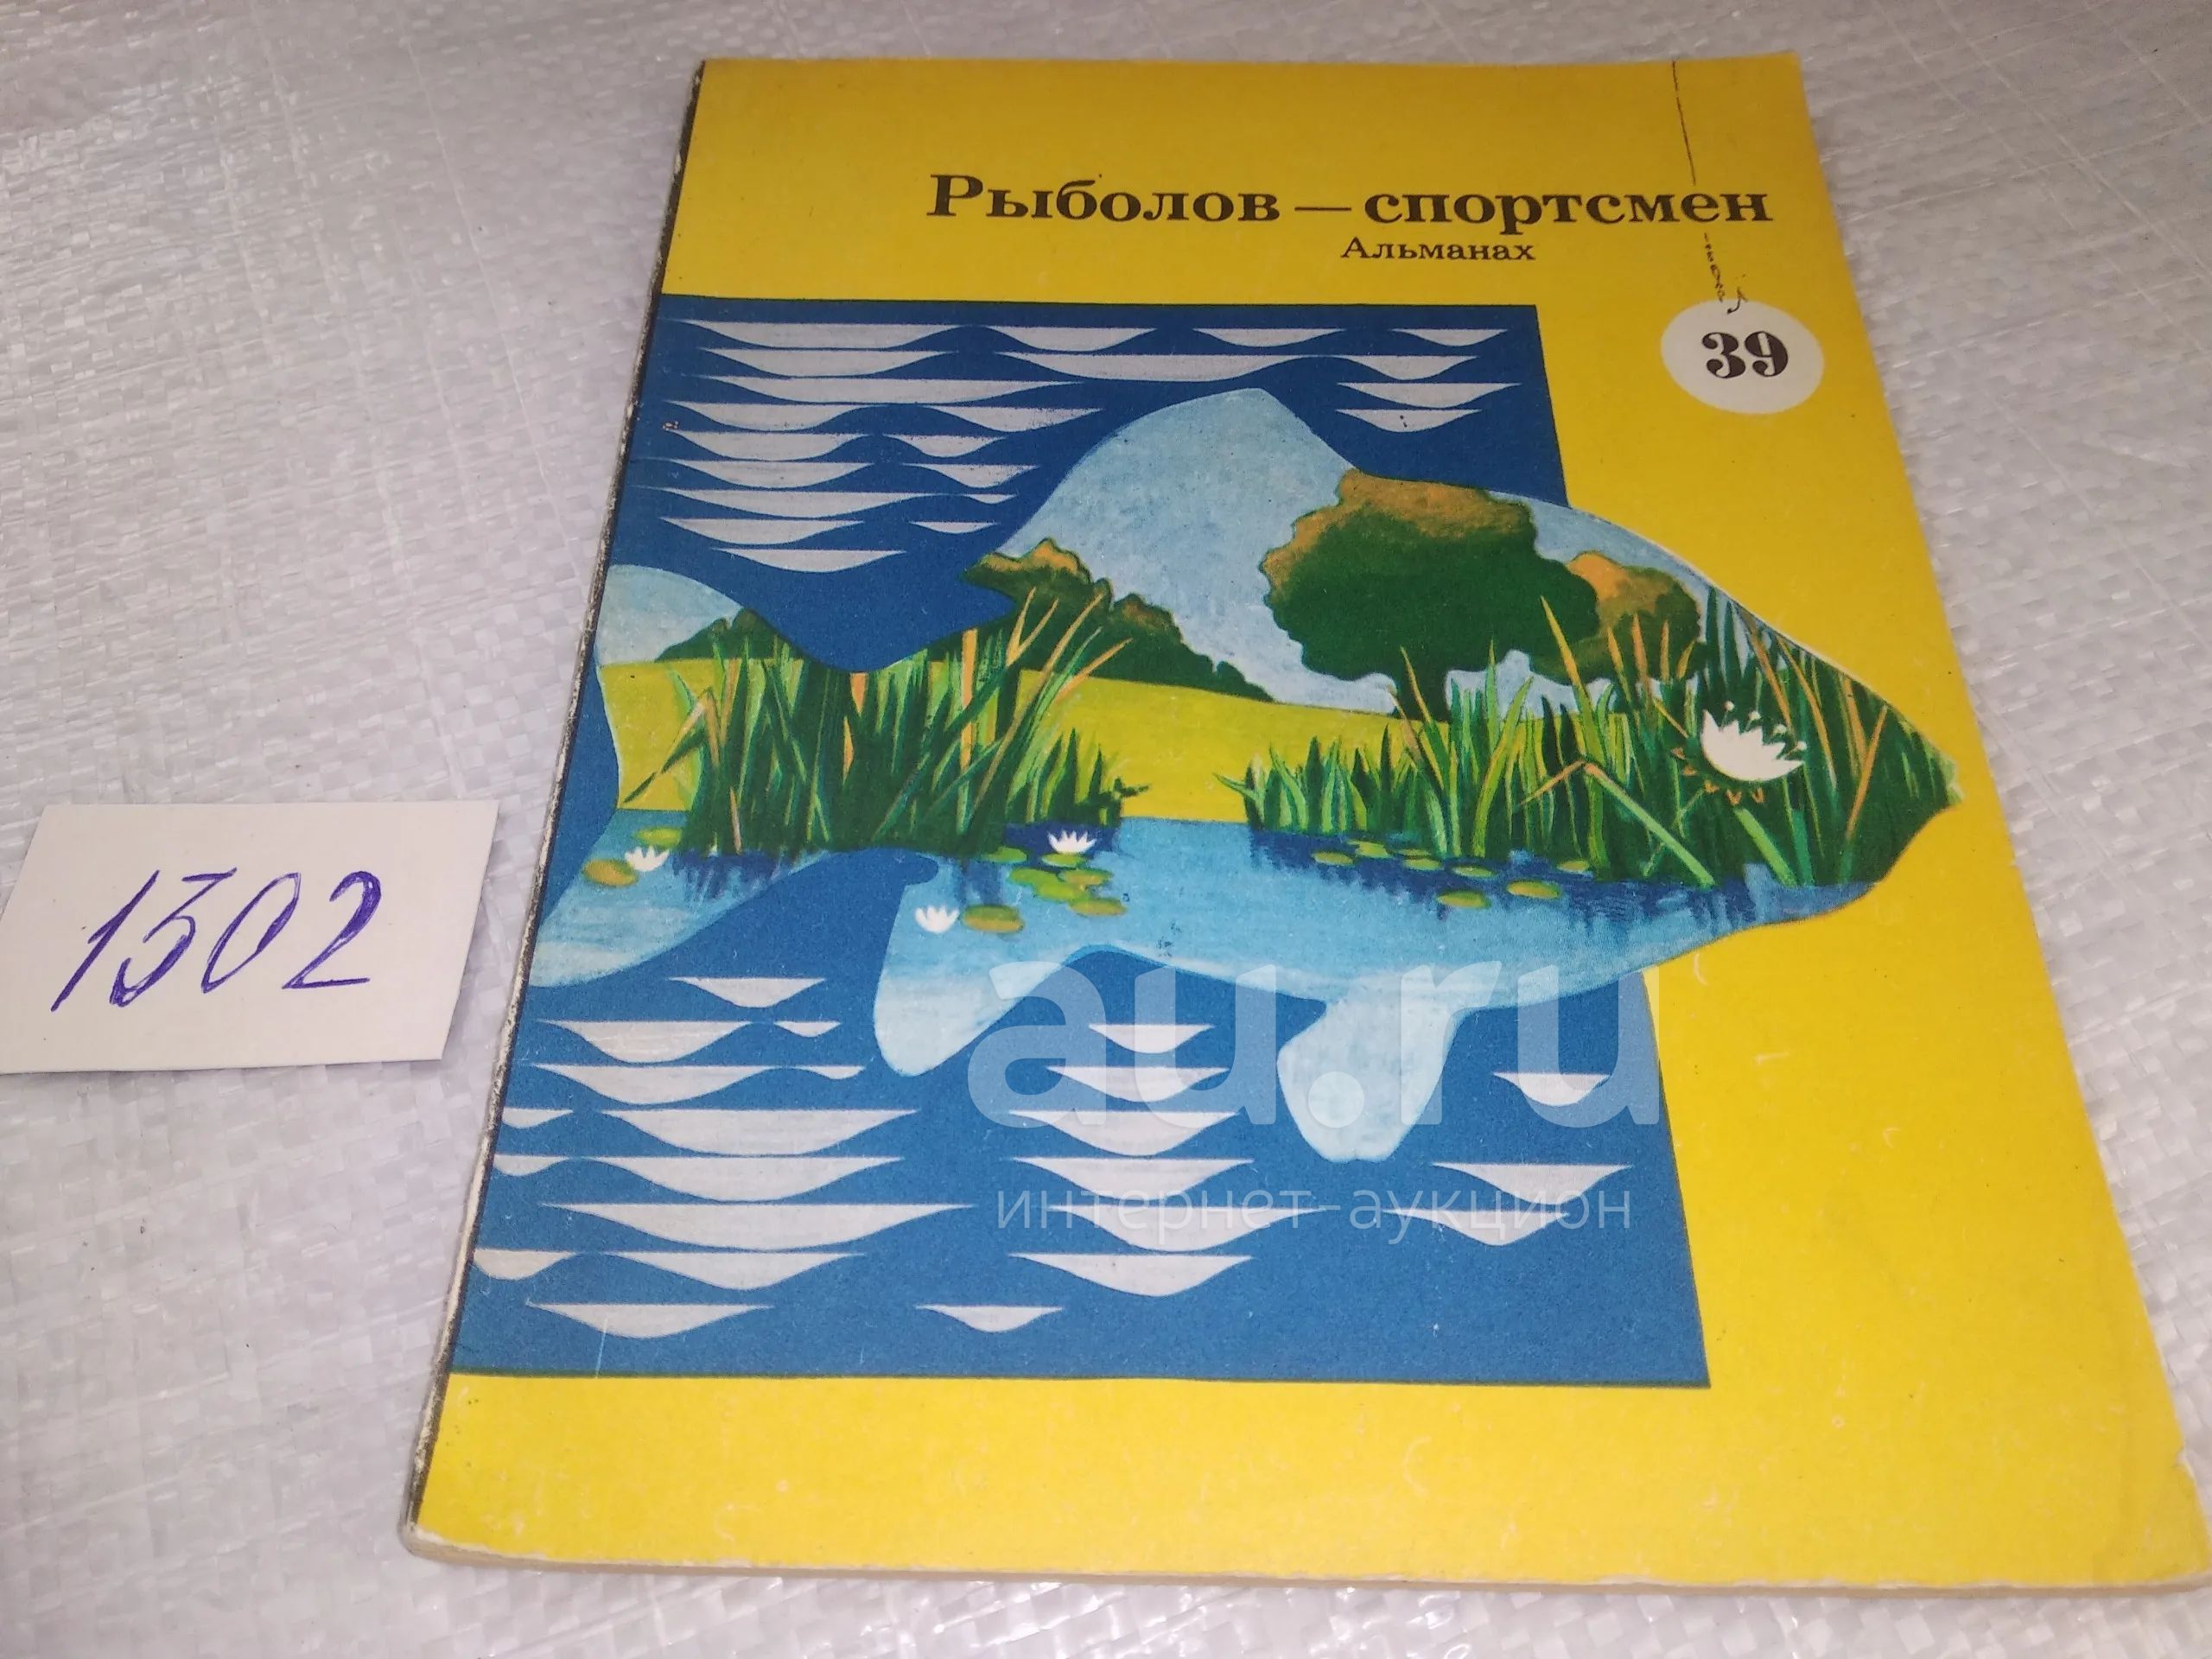 Рыболов — спортсмен
Альманах
39
1302
au.ru
интернет-аукцион